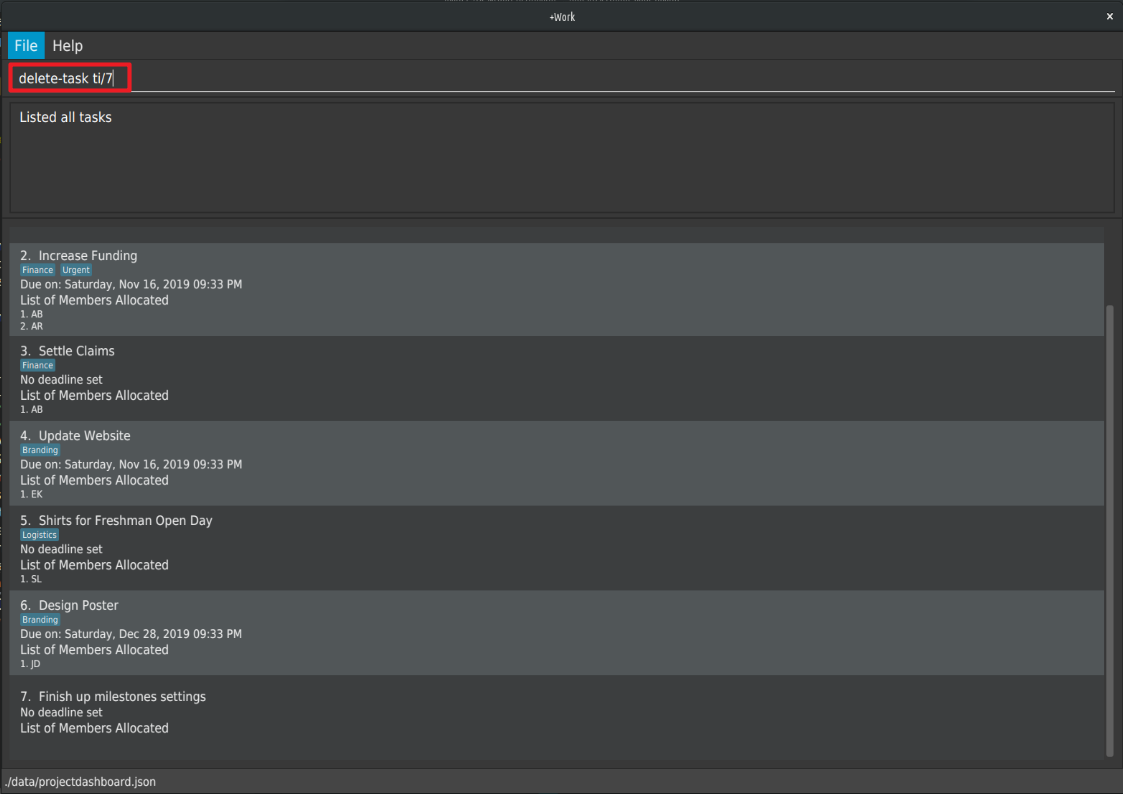 +Work
×
File Help
delete-task ti/7
Listed all tasks
2. Increase Funding
Finance Urgent
Due on: Saturday, Nov 16, 2019 09:33 PM
List of Members Allocated
1. AB
2. AR
3. Settle Claims
Finance
No deadline set
List of Members Allocated
1. AB
4. Update Website
Branding
Due on: Saturday, Nov 16, 2019 09:33 PM
List of Members Allocated
1. EK
5. Shirts for Freshman Open Day
Logistics
No deadline set
List of Members Allocated
1. SL
6. Design Poster
Branding
Due on: Saturday, Dec 28, 2019 09:33 PM
List of Members Allocated
1. JD
7. Finish up milestones settings
No deadline set
List of Members Allocated
./data/projectdashboard.json